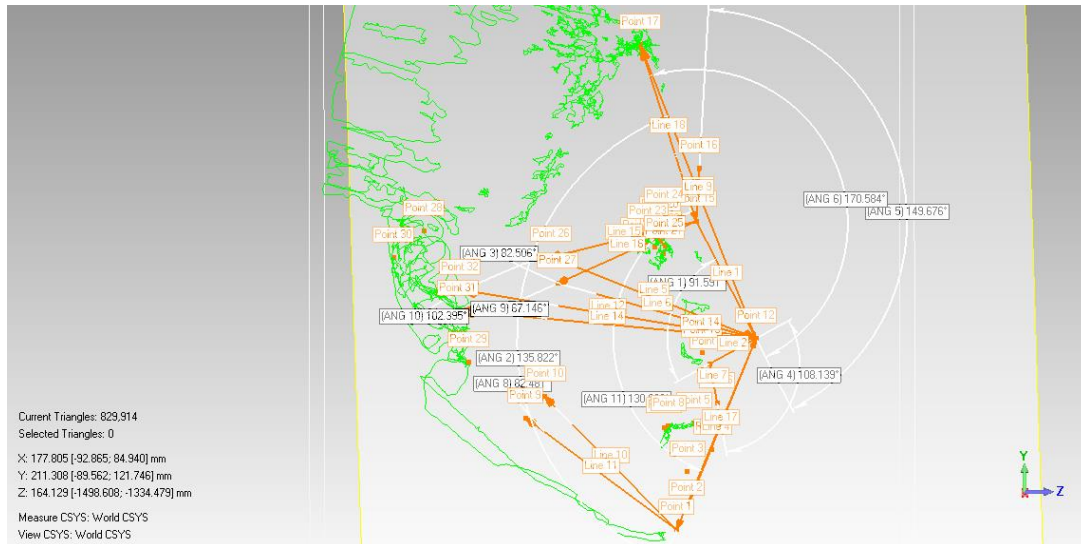 Point 17
Line 18
Point 16
Line 3
Point 24
Point 15
Point 28
(ANG 6) 170.584°
(ANG 5) 149.676°
Point 23
Point 25
Point 30
Point 26
Line 15
Line 16
(ANG 3) 82.506°
Point 27
Point 32
Line 1
(ANG 1) 91.591
Point 31
Line 5
Line 6
(ANG 9) 67.146°
Line 12
Line 14
(ANG 10) 102.395°
Point 12
Point 14
Point 29
Line 2
(ANG 2) 135.822°
Point 10
Line 7
(ANG 4) 108.139°
(ANG 8) 82.481
Point 9
(ANG 11) 130.
Point 8
Point 5
Line 17
Line 4
Point 3
Line 10
Line 11
Point 2
Point 1
Current Triangles: 829,914
Selected Triangles: 0
X: 177.805 [-92.865; 84.940] mm
Y: 211.308 [-89.562; 121.746] mm
Z: 164.129 [-1498.608; -1334.479] mm
Measure CSYS: World CSYS
View CSYS: World CSYS
Y
Z